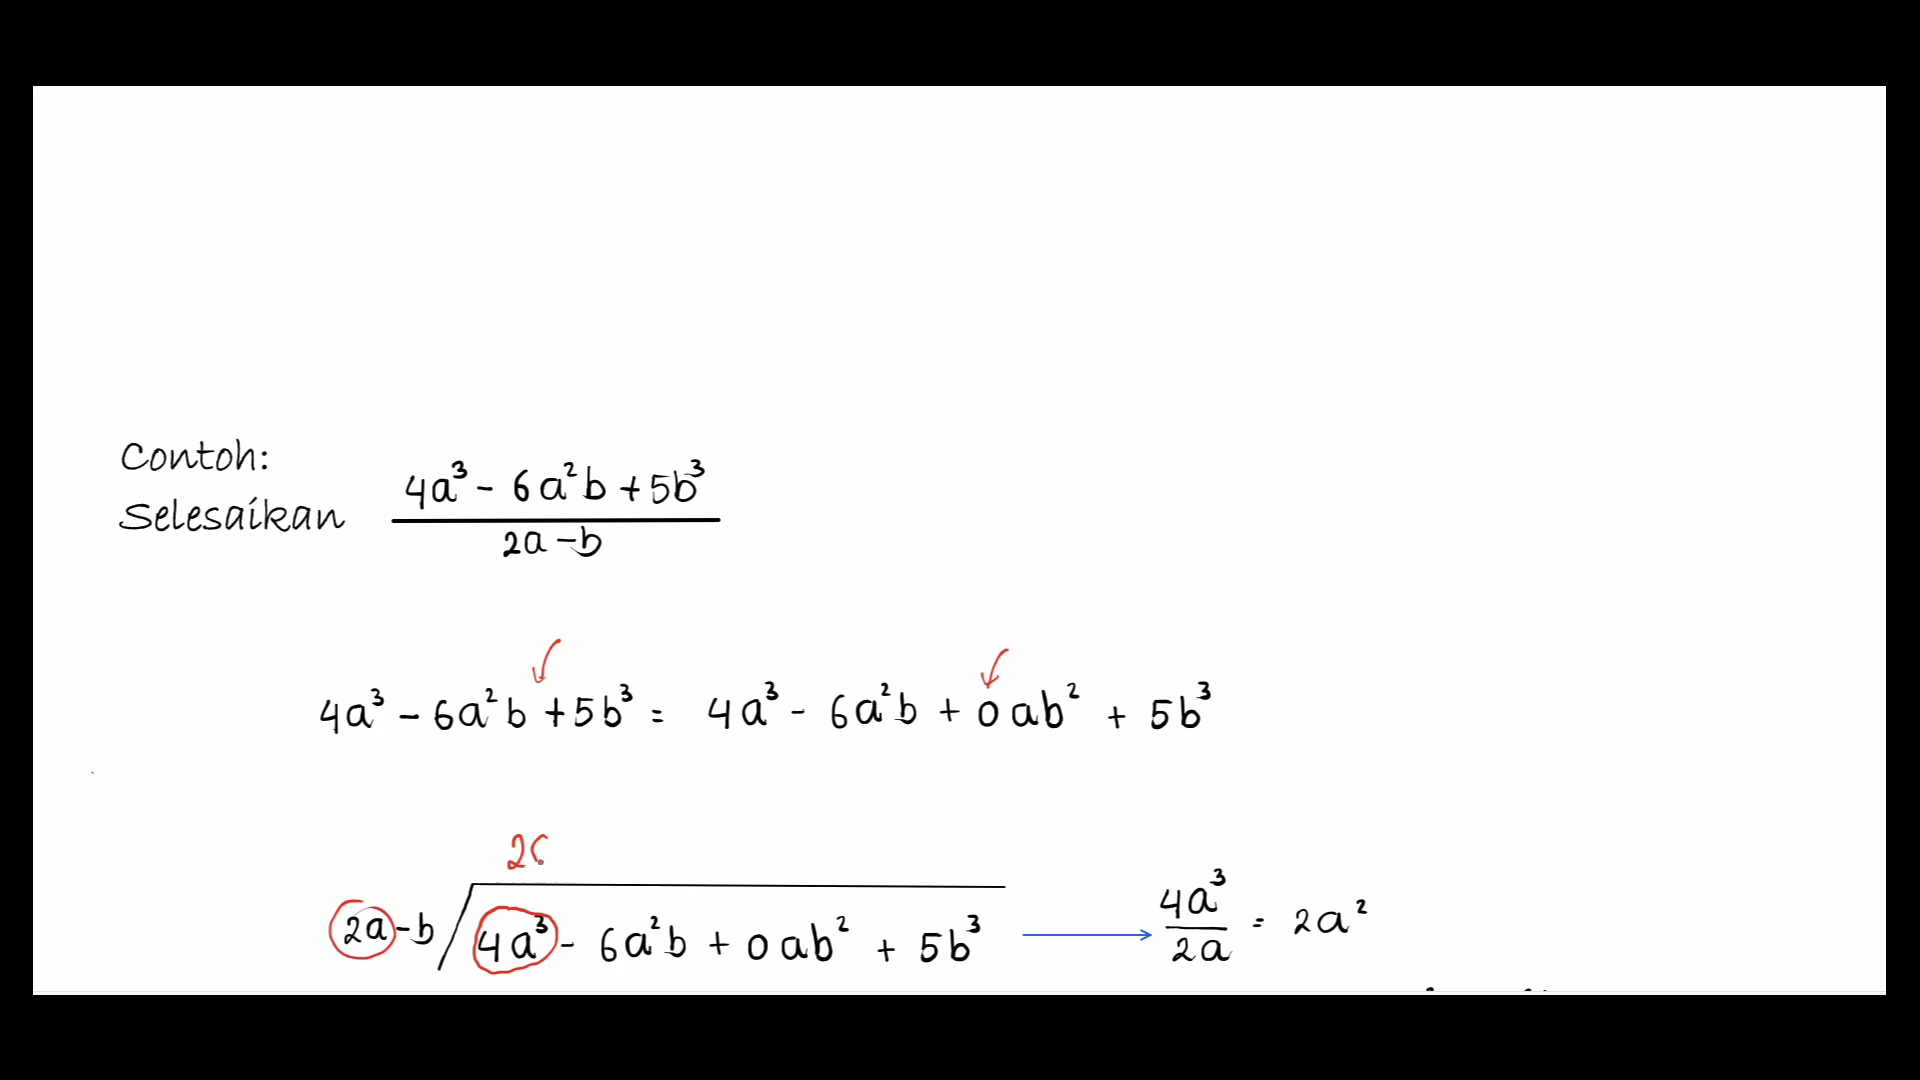 Contoh:
Selesaikan
4a³ - 6a²b + 5b³
2a - b
4a³ - 6a²b + 5b³ = 4a³ - 6a²b + 0ab² + 5b³
2a - b / 4a³ - 6a²b + 0ab² + 5b³
4a³
2a
= 2a²